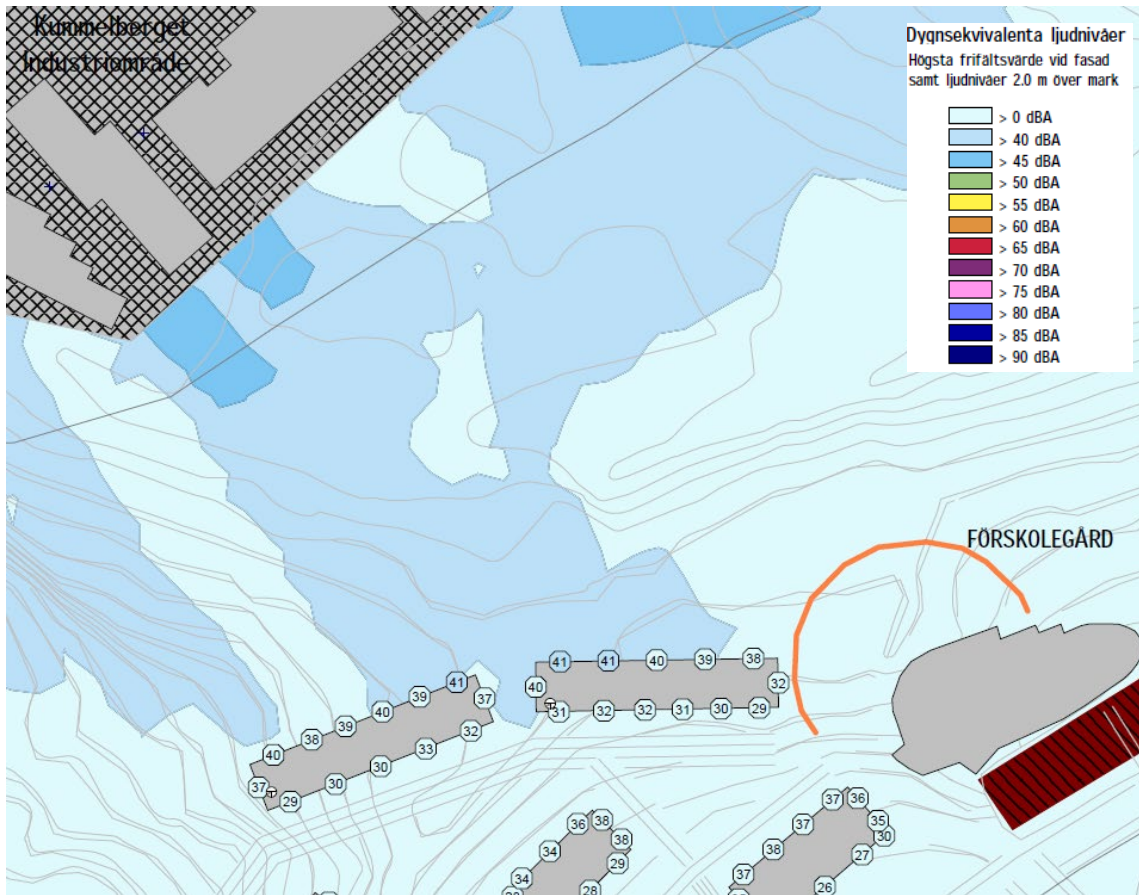 Kummelberget
Industriområde
Dygnsekvivalenta ljudnivåer
Högsta frifältsvärde vid fasad
samt ljudnivåer 2.0 m över mark
> 0 dBA
> 40 dBA
> 45 dBA
> 50 dBA
> 55 dBA
> 60 dBA
> 65 dBA
> 70 dBA
> 75 dBA
> 80 dBA
> 85 dBA
> 90 dBA
FÖRSKOLEGÅRD
41 41 40 39 38
40 32
31 32 32 31 30 29
41
39 37
40
39
38
40 32
33
30
37 30
29
36 38
38
34 29
34
28
37 36
37 35
30
38 27
37
26